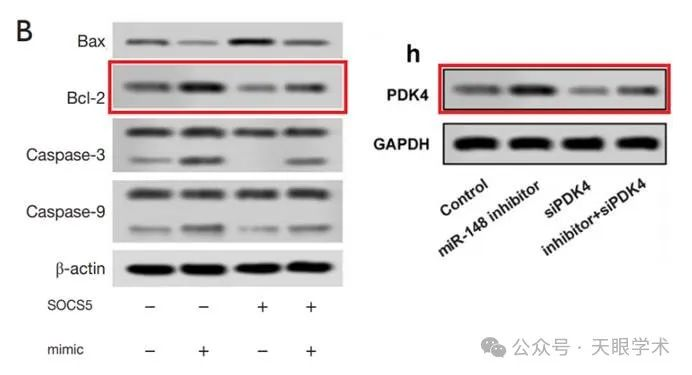 B
Bax
Bcl-2
Caspase-3
Caspase-9
β-actin
SOCS5 – – + +
mimic – + – +
h
PDK4
GAPDH
Control
miR-148 inhibitor
siPDK4
inhibitor+siPDK4
公众号 · 天眼学术